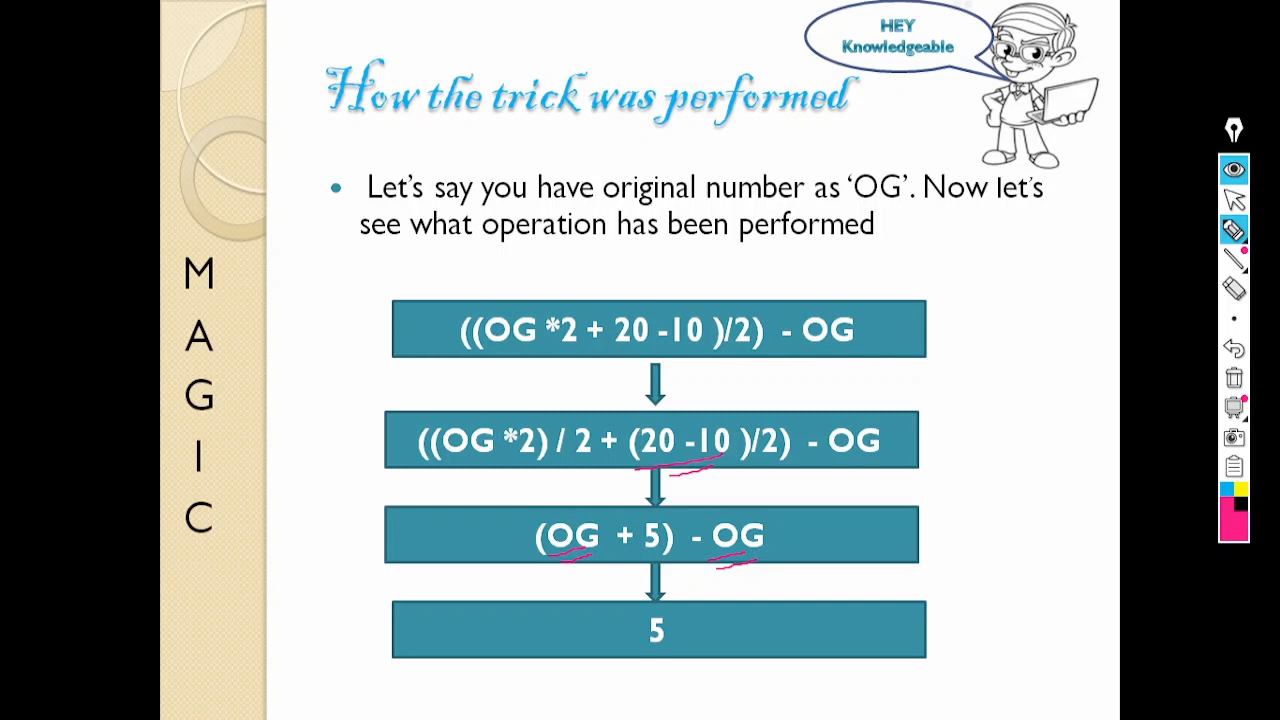 HEY
Knowledgeable
How the trick was performed
Let's say you have original number as ‘OG’. Now let's
see what operation has been performed
M
A
G
I
C
((OG *2 + 20 -10 )/2) - OG
((OG *2) / 2 + (20 -10 )/2) - OG
(OG + 5) - OG
5